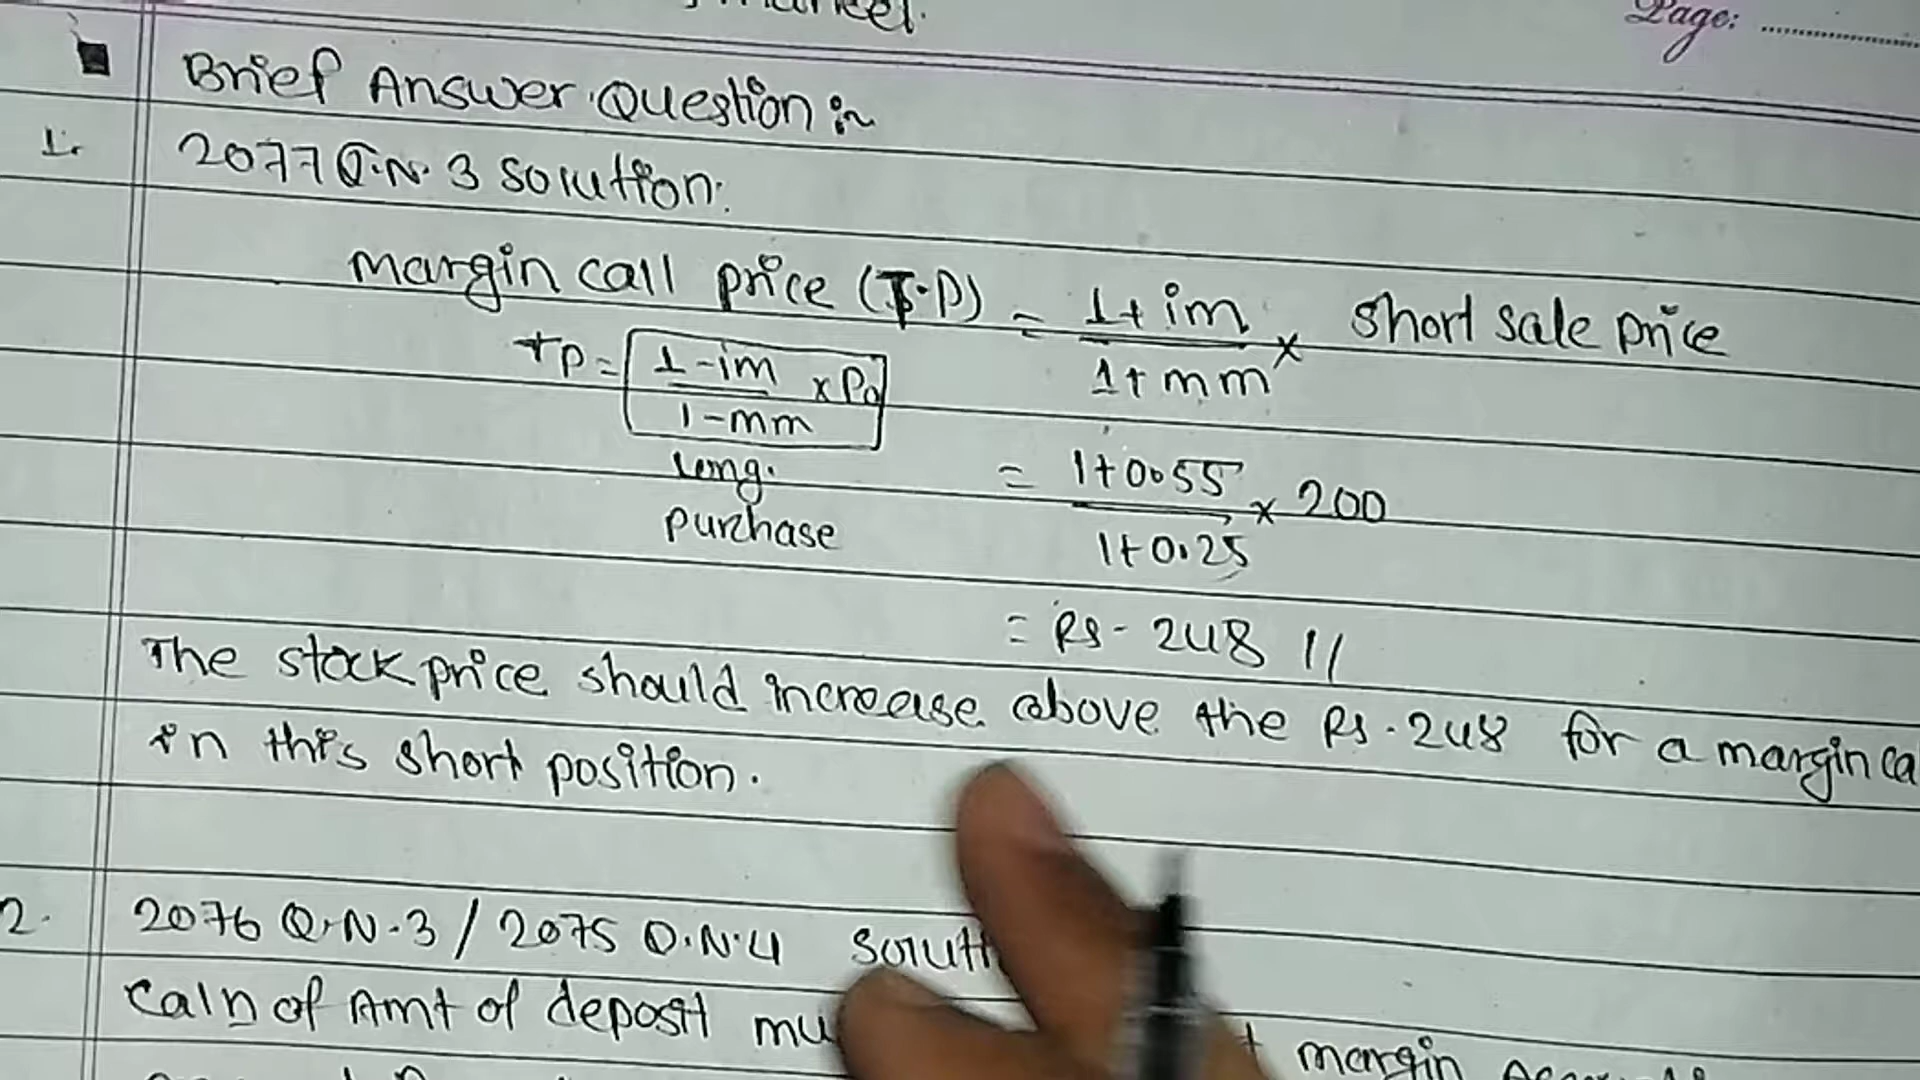 Page: ..........
Brief Answer Question :~
1. 2077 Q.N. 3 Solution:
margin call price (T.P) = 1+im / 1+mm × Short sale price
TP = 1-im / 1-mm × P0
long.
purchase
= 1+0.55 / 1+0.25 × 200
= Rs- 248 //
The stock price should increase above the Rs.248 for a margin ca
in this short position.
2. 2076 Q.N.3 / 2075 Q.N.4 Soluti
Caln of Amt of deposit mu margin